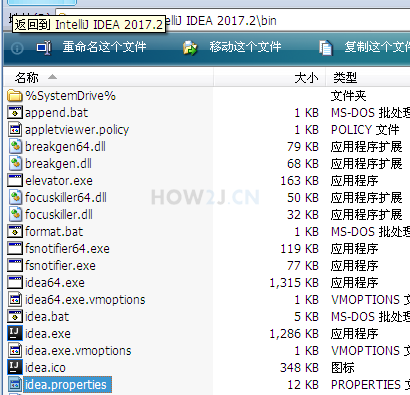 返回到 IntelliJ IDEA 2017.2
IntelliJ IDEA 2017.2\bin
重命名这个文件 移动这个文件 复制这个文件
名称 大小 类型
%SystemDrive% 文件夹
append.bat 1 KB MS-DOS 批处
appletviewer.policy 1 KB POLICY 文件
breakgen64.dll 79 KB 应用程序扩展
breakgen.dll 68 KB 应用程序扩展
elevator.exe 163 KB 应用程序
focuskiller64.dll 50 KB 应用程序扩展
focuskiller.dll 32 KB 应用程序扩展
format.bat 1 KB MS-DOS 批处
fsnotifier64.exe 119 KB 应用程序
fsnotifier.exe 77 KB 应用程序
idea64.exe 1,315 KB 应用程序
idea64.exe.vmoptions 1 KB VMOPTIONS 文
idea.bat 5 KB MS-DOS 批处
idea.exe 1,286 KB 应用程序
idea.exe.vmoptions 1 KB VMOPTIONS 文
idea.ico 348 KB 图标
idea.properties 12 KB PROPERTIES 文
HOW2J.CN